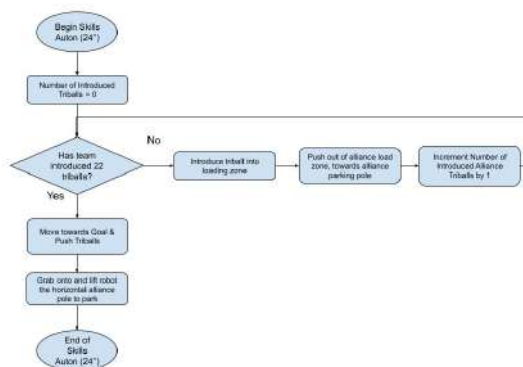 Begin Skills
Auton (24")
Number of Introduced
Triballs = 0
Has team
introduced 22
triballs?
No
Introduce triball into
loading zone
Push out of alliance load
zone, towards alliance
parking pole
Increment Number of
Introduced Alliance
Triballs by 1
Yes
Move towards Goal &
Push Triballs
Grab onto and lift robot
the horizontal alliance
pole to park
End of
Skills
Auton (24")